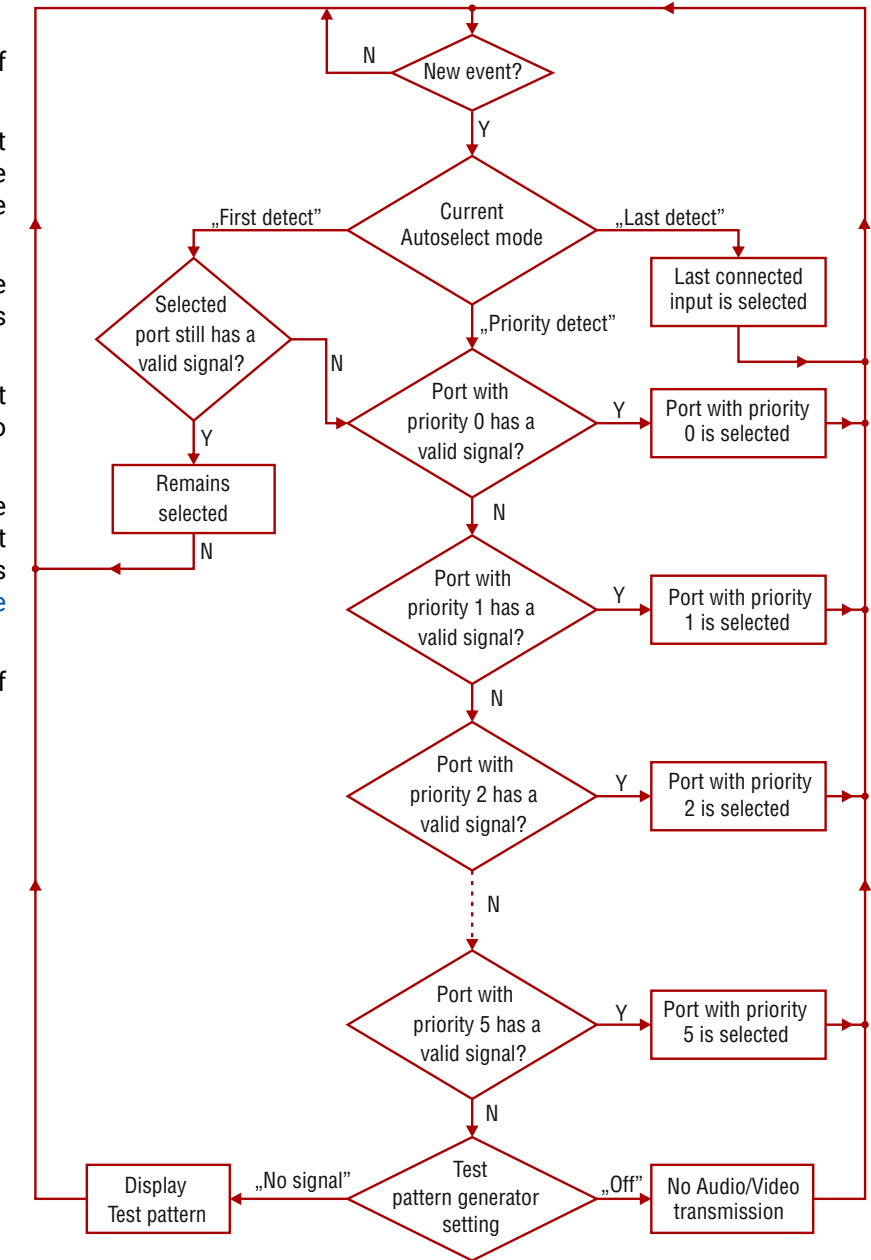 f
t
e
e
e
s
t
o
e
t
s
e
f
New event?
N
Y
Current
Autoselect mode
„First detect”
„Last detect”
„Priority detect”
Last connected
input is selected
Selected
port still has a
valid signal?
N
Y
Remains
selected
N
Port with
priority 0 has a
valid signal?
Y
Port with priority
0 is selected
N
Port with
priority 1 has a
valid signal?
Y
Port with priority
1 is selected
N
Port with
priority 2 has a
valid signal?
Y
Port with priority
2 is selected
N
Port with
priority 5 has a
valid signal?
Y
Port with priority
5 is selected
N
Test
pattern generator
setting
„No signal”
Display
Test pattern
„Off”
No Audio/Video
transmission